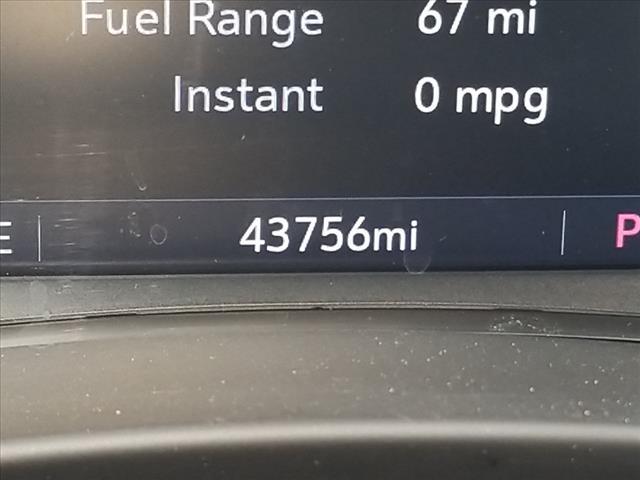 Fuel Range 67 mi
Instant 0 mpg
E 43756mi P